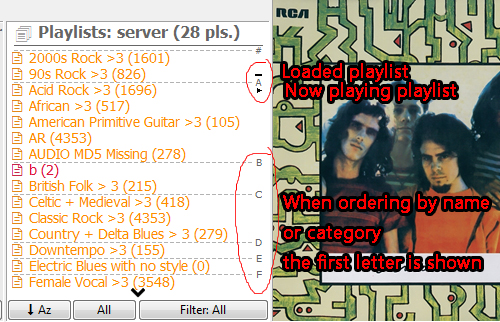 Playlists: server (28 pls.)
#
2000s Rock >3 (1601)
90s Rock >3 (826)
A
Acid Rock >3 (1696)
African >3 (517)
American Primitive Guitar >3 (105)
AR (4353)
AUDIO MD5 Missing (278)
B
b (2)
British Folk > 3 (215)
C
Celtic + Medieval >3 (418)
Classic Rock >3 (4353)
Country + Delta Blues > 3 (279)
D
Downtempo >3 (155)
E
Electric Blues with no style (0)
F
Female Vocal >3 (3548)
Az
All
Filter: All
RCA
Loaded playlist
Now playing playlist
When ordering by name
or category
the first letter is shown